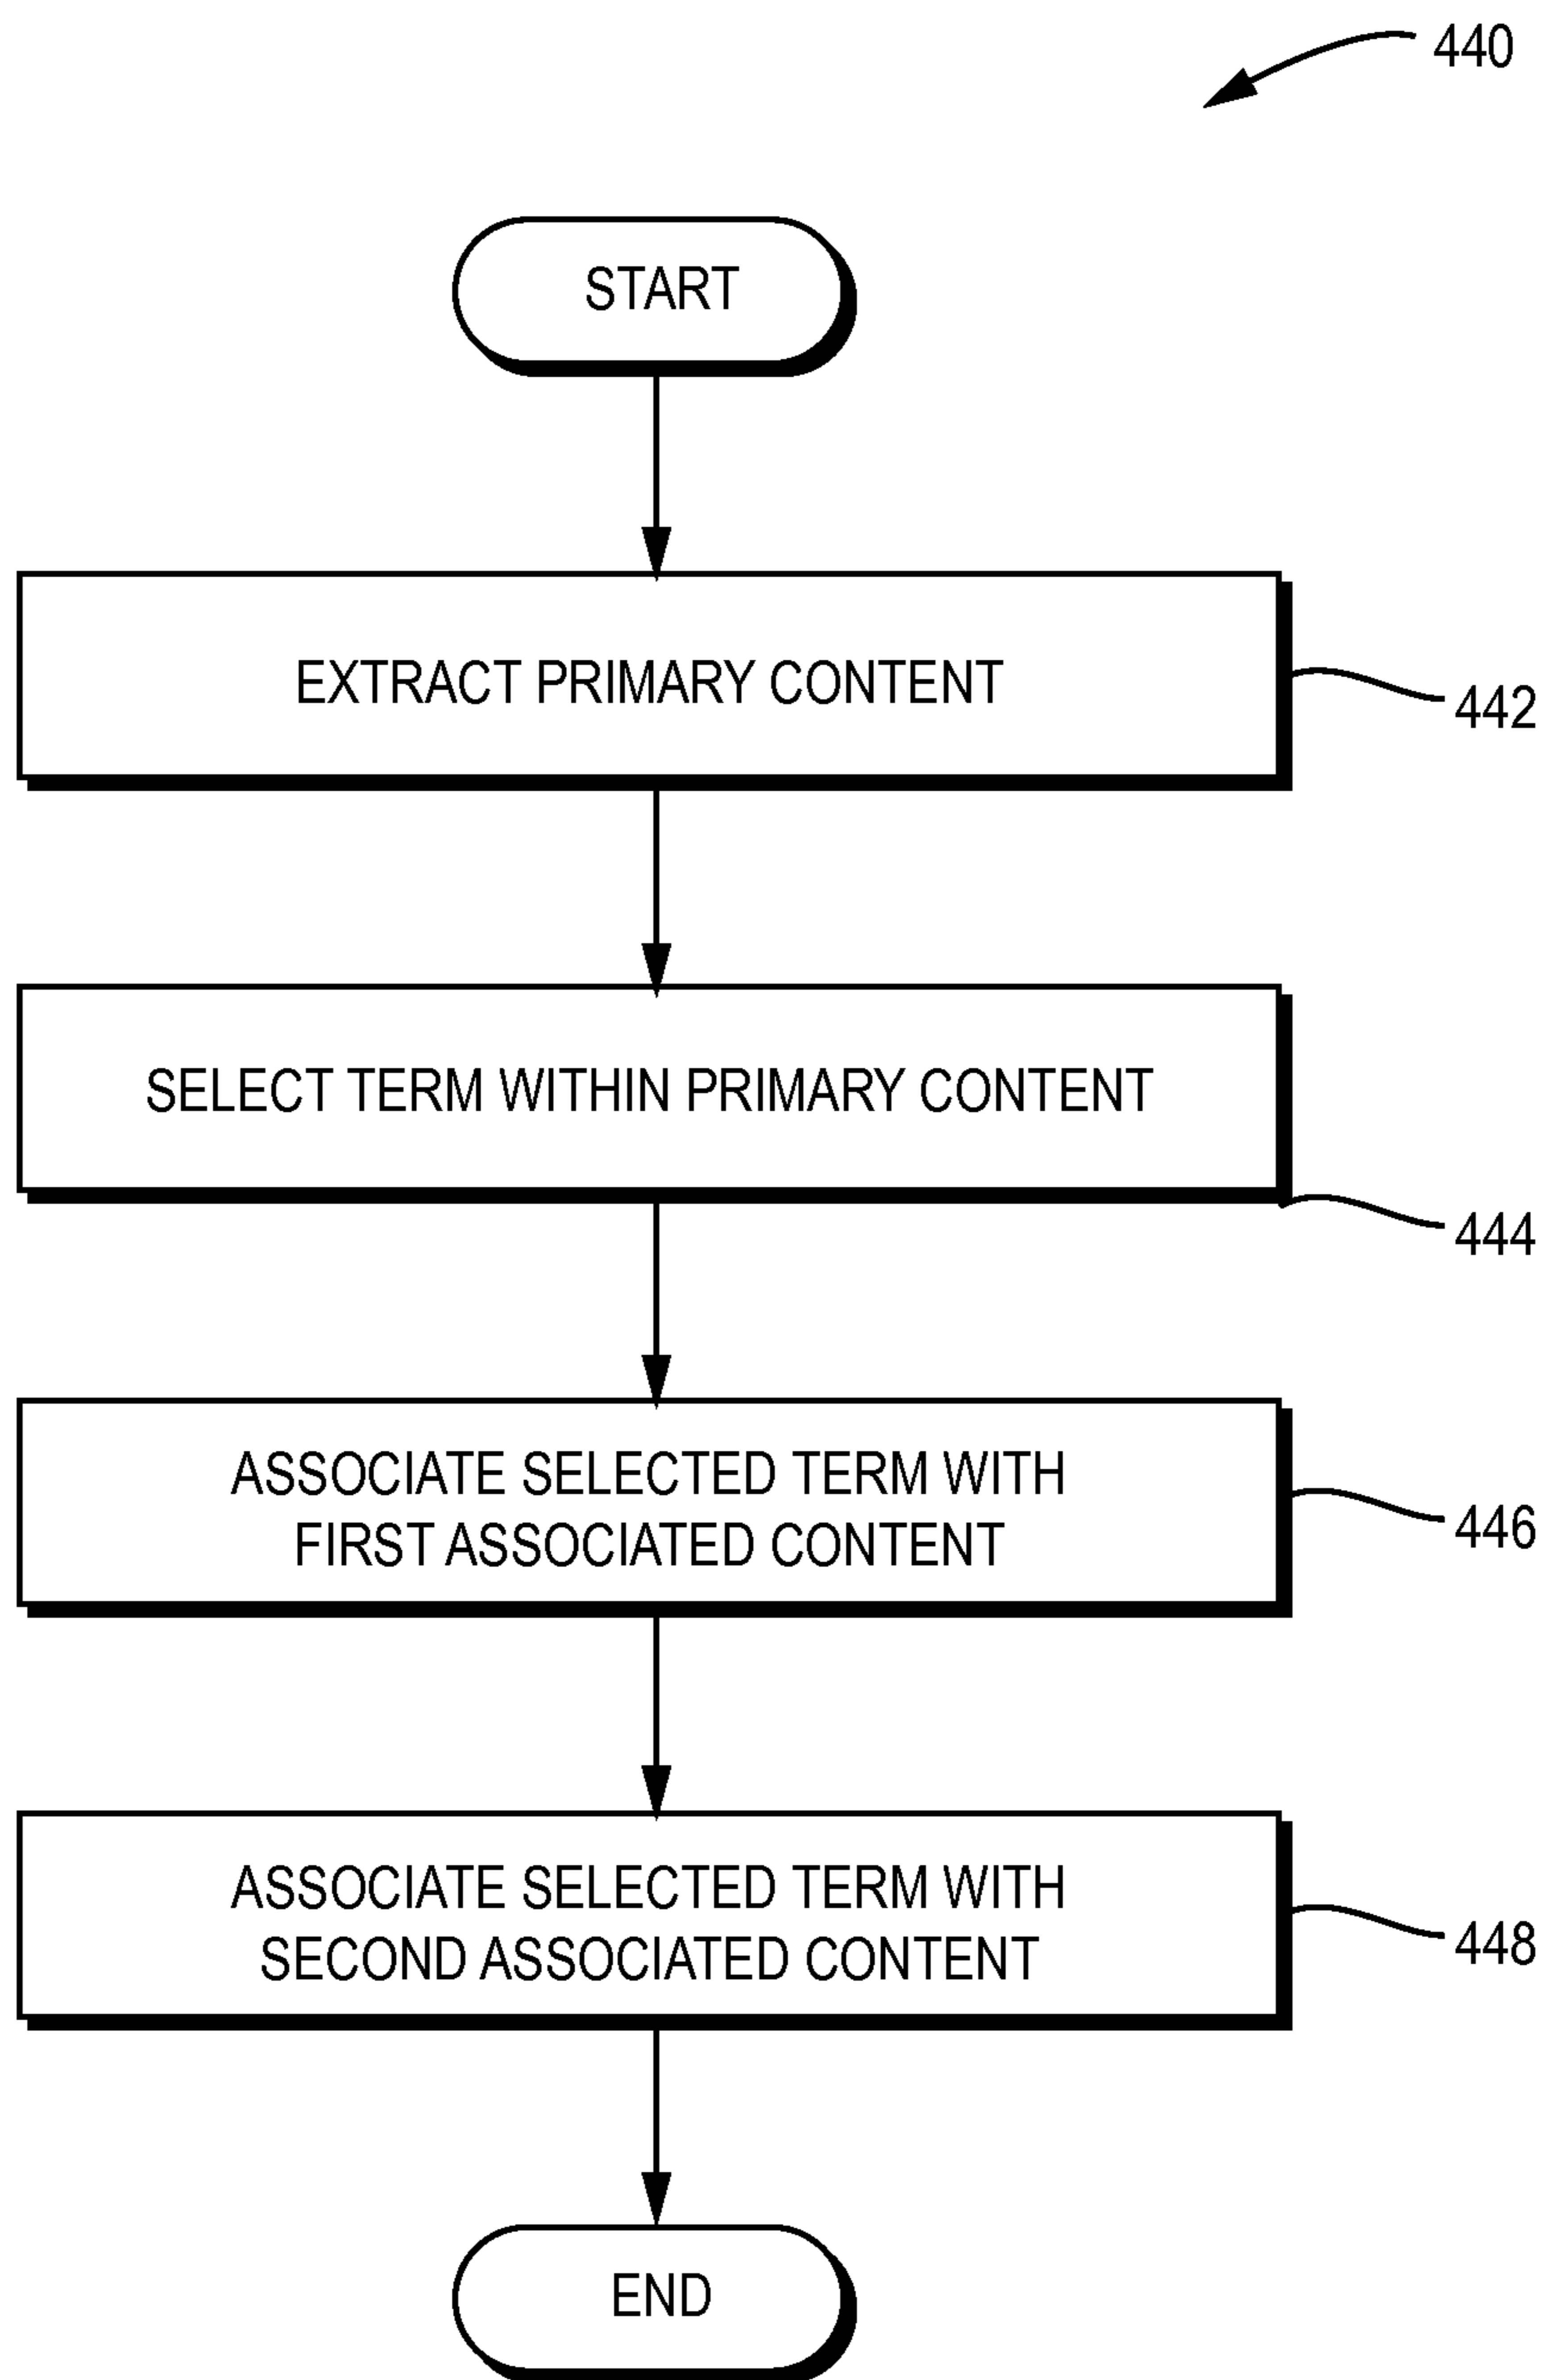 440
START
EXTRACT PRIMARY CONTENT
442
SELECT TERM WITHIN PRIMARY CONTENT
444
ASSOCIATE SELECTED TERM WITH
FIRST ASSOCIATED CONTENT
446
ASSOCIATE SELECTED TERM WITH
SECOND ASSOCIATED CONTENT
448
END